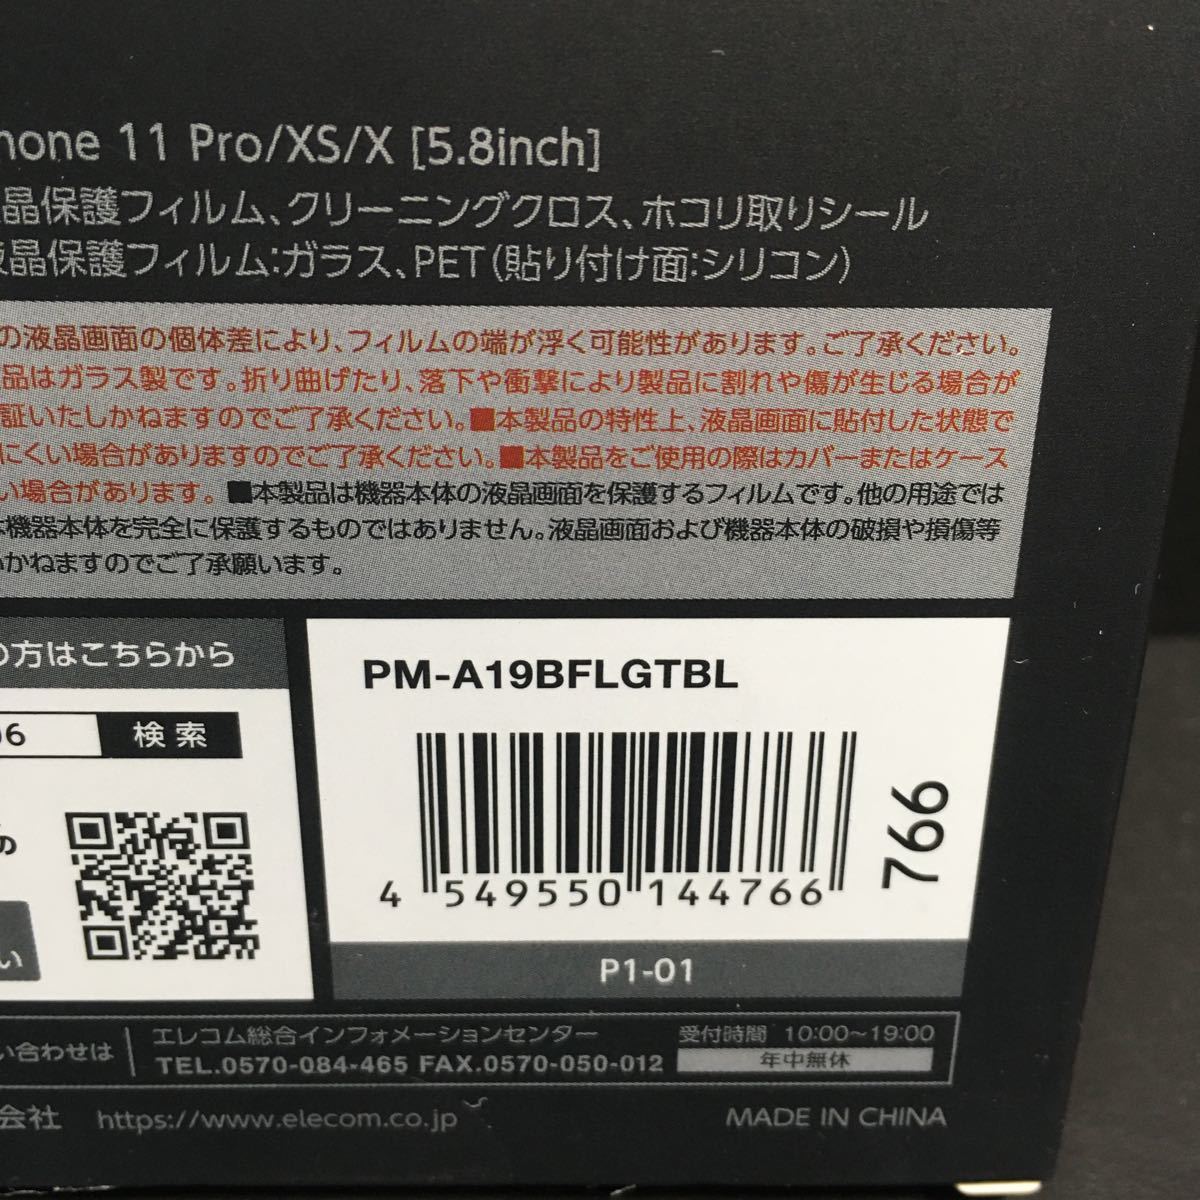 hone 11 Pro/XS/X [5.8inch]
晶保護フィルム、クリーニングクロス、ホコリ取りシール
液晶保護フィルム:ガラス、PET(貼り付け面:シリコン)
の液晶画面の個体差により、フィルムの端が浮く可能性があります。ご了承ください。
品はガラス製です。折り曲げたり、落下や衝撃により製品に割れや傷が生じる場合が
証いたしかねますのでご了承ください。■本製品の特性上、液晶画面に貼付した状態で
にくい場合がありますのでご了承ください。■本製品をご使用の際はカバーまたはケース
い場合があります。■本製品は機器本体の液晶画面を保護するフィルムです。他の用途では
機器本体を完全に保護するものではありません。液晶画面および機器本体の破損や損傷等
かねますのでご了承願います。
の方はこちらから
06 検索
の
い
PM-A19BFLGTBL
4 549550 144766
766
P1-01
い合わせは
エレコム総合インフォメーションセンター 受付時間 10:00~19:00
TEL.0570-084-465 FAX.0570-050-012 年中無休
会社 https://www.elecom.co.jp MADE IN CHINA